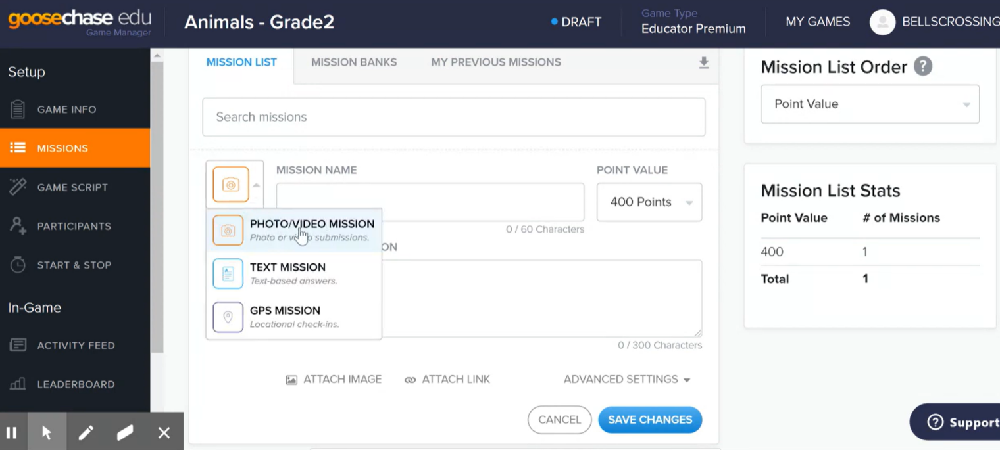 goosechase edu
Game Manager
Animals - Grade2
DRAFT
Game Type
Educator Premium
MY GAMES
BELLSCROSSING
Setup
GAME INFO
MISSIONS
GAME SCRIPT
PARTICIPANTS
START & STOP
In-Game
ACTIVITY FEED
LEADERBOARD
MISSION LIST
MISSION BANKS
MY PREVIOUS MISSIONS
Search missions
MISSION NAME
POINT VALUE
400 Points
0 / 60 Characters
PHOTO/VIDEO MISSION
Photo or submissions.
ON
TEXT MISSION
Text-based answers.
GPS MISSION
Locational check-ins.
0 / 300 Characters
ATTACH IMAGE
ATTACH LINK
ADVANCED SETTINGS
CANCEL
SAVE CHANGES
Mission List Order ?
Point Value
Mission List Stats
Point Value # of Missions
400 1
Total 1
? Support